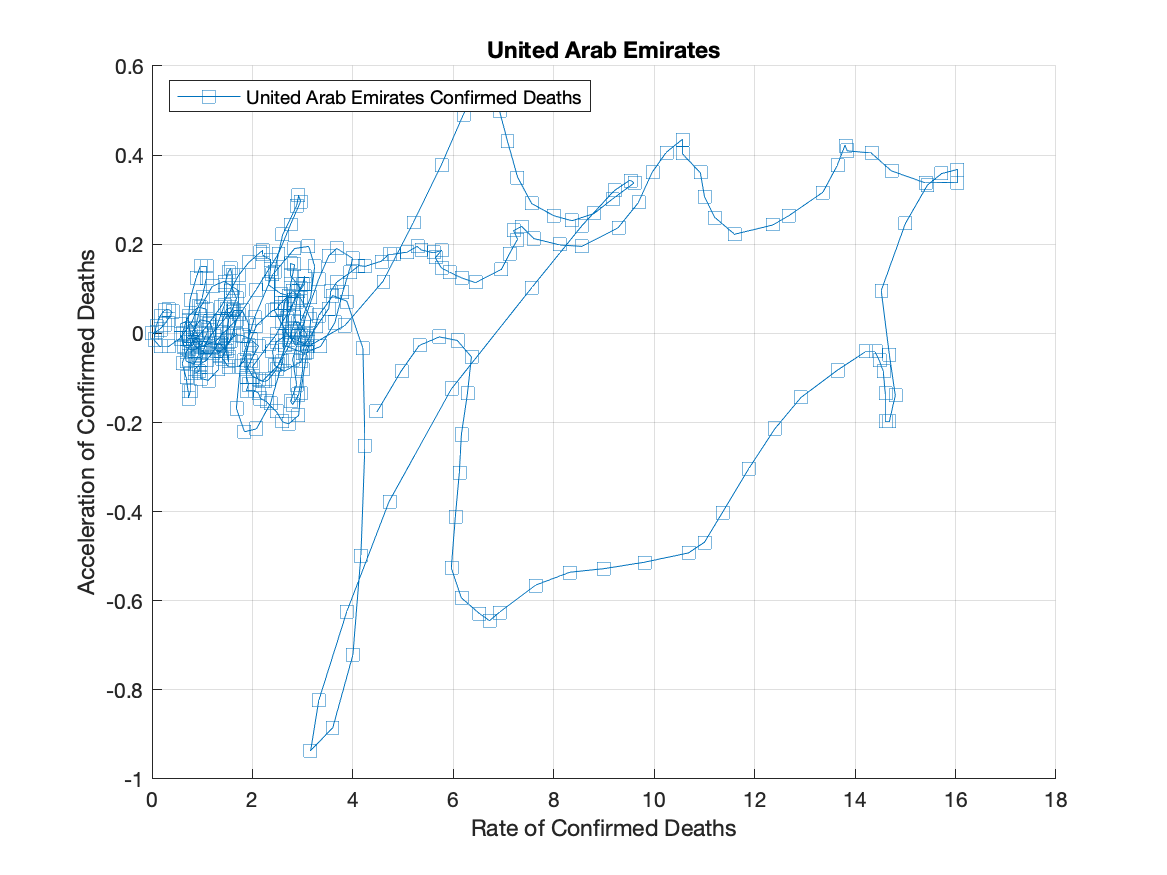 United Arab Emirates
United Arab Emirates Confirmed Deaths
0.6
0.4
0.2
0
-0.2
-0.4
-0.6
-0.8
-1
Acceleration of Confirmed Deaths
0 2 4 6 8 10 12 14 16 18
Rate of Confirmed Deaths